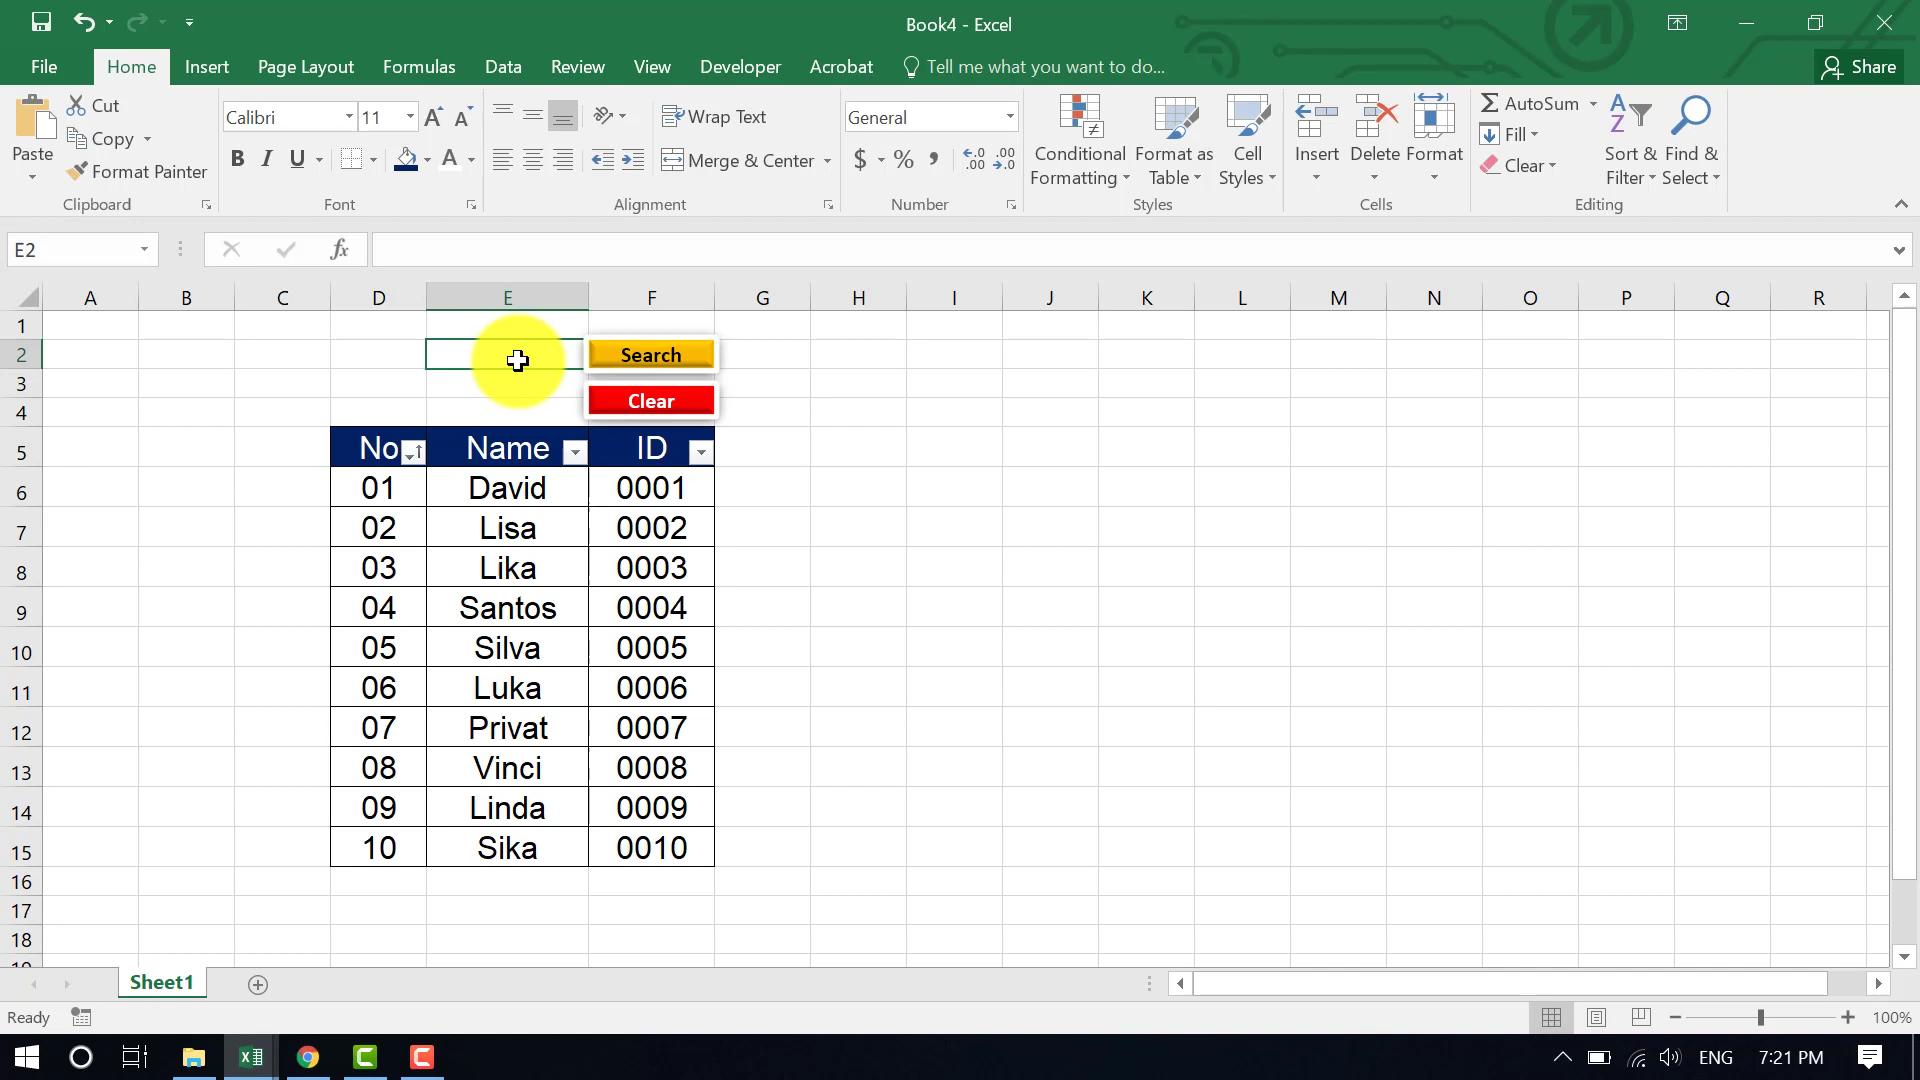 Book4 - Excel
File Home Insert Page Layout Formulas Data Review View Developer Acrobat Tell me what you want to do... Share
Paste Cut Copy Format Painter Clipboard
Calibri 11 A A B I U A Font
Wrap Text Merge & Center Alignment
General $ % , .0 .00 .00 .0 Number
Conditional Formatting Format as Table Cell Styles Styles
Insert Delete Format Cells
AutoSum Fill Clear Sort & Filter Find & Select Editing
E2 fx
A B C D E F G H I J K L M N O P Q R
1
2 Search
3 Clear
4
5 No Name ID
6 01 David 0001
7 02 Lisa 0002
8 03 Lika 0003
9 04 Santos 0004
10 05 Silva 0005
11 06 Luka 0006
12 07 Privat 0007
13 08 Vinci 0008
14 09 Linda 0009
15 10 Sika 0010
16
17
18
Sheet1
Ready 100%
ENG 7:21 PM